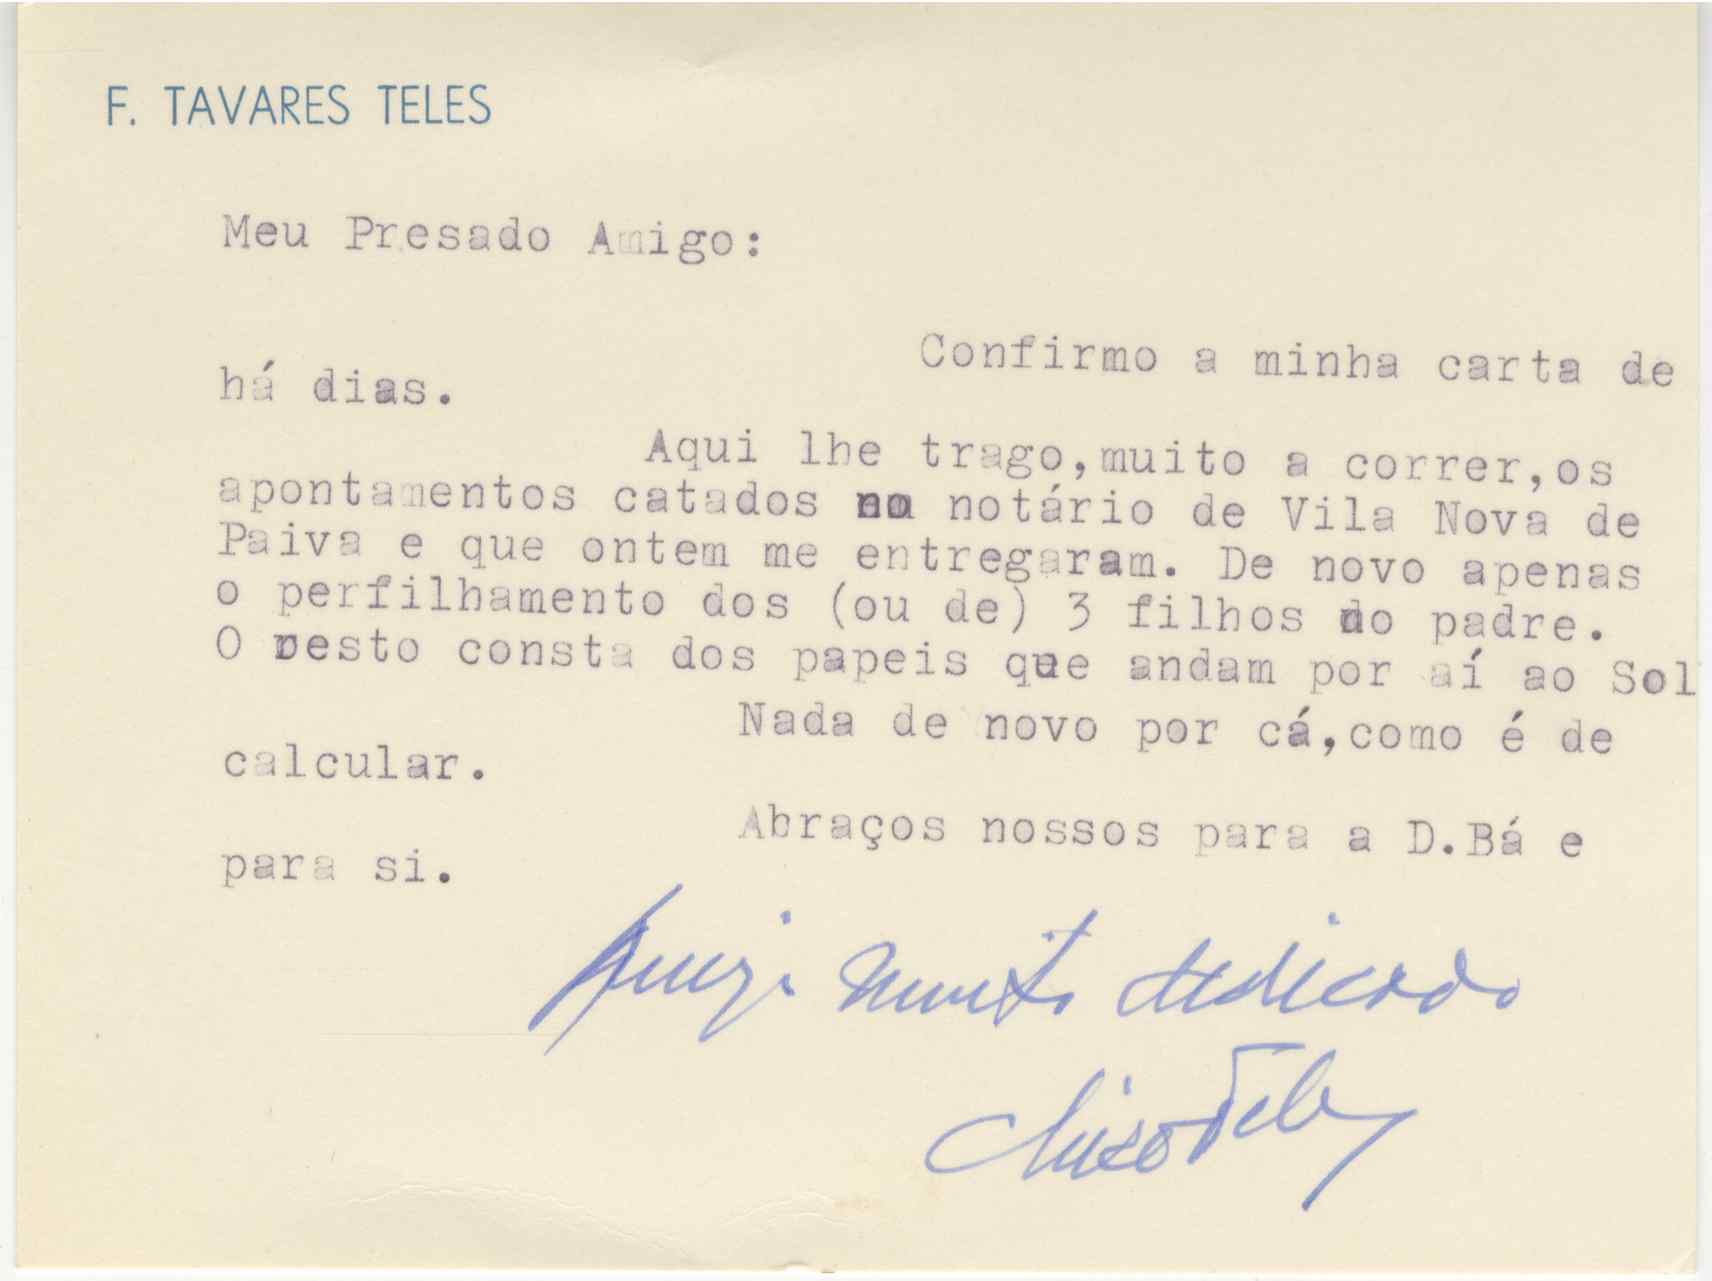 F. TAVARES TELES
Meu Presado Amigo:
Confirmo a minha carta de
há dias.
Aqui lhe trago,muito a correr,os
apontamentos catados no notário de Vila Nova de
Paiva e que ontem me entregaram. De novo apenas
o perfilhamento dos (ou de) 3 filhos do padre.
O resto consta dos papeis que andam por aí ao Sol
Nada de novo por cá,como é de
calcular.
Abraços nossos para a D.Bá e
para si.
Amigo muito dedicado
Teles